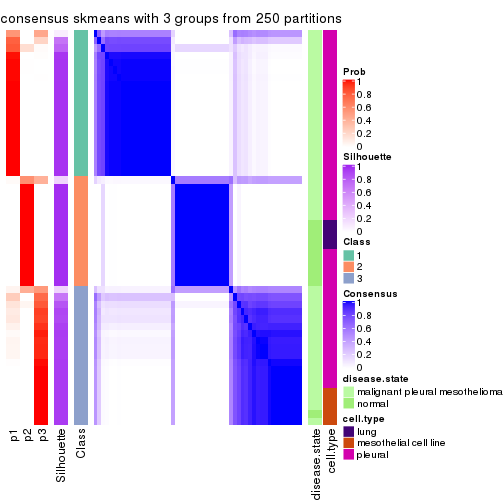 consensus skmeans with 3 groups from 250 partitions
Prob
1
0.8
0.6
0.4
0.2
0
Silhouette
1
0.8
0.6
0.4
0.2
0
Class
1
2
3
Consensus
1
0.8
0.6
0.4
0.2
0
disease.state
malignant pleural mesothelioma
normal
cell.type
lung
mesothelial cell line
pleural
p1
p2
p3
Silhouette
Class
disease.state
cell.type